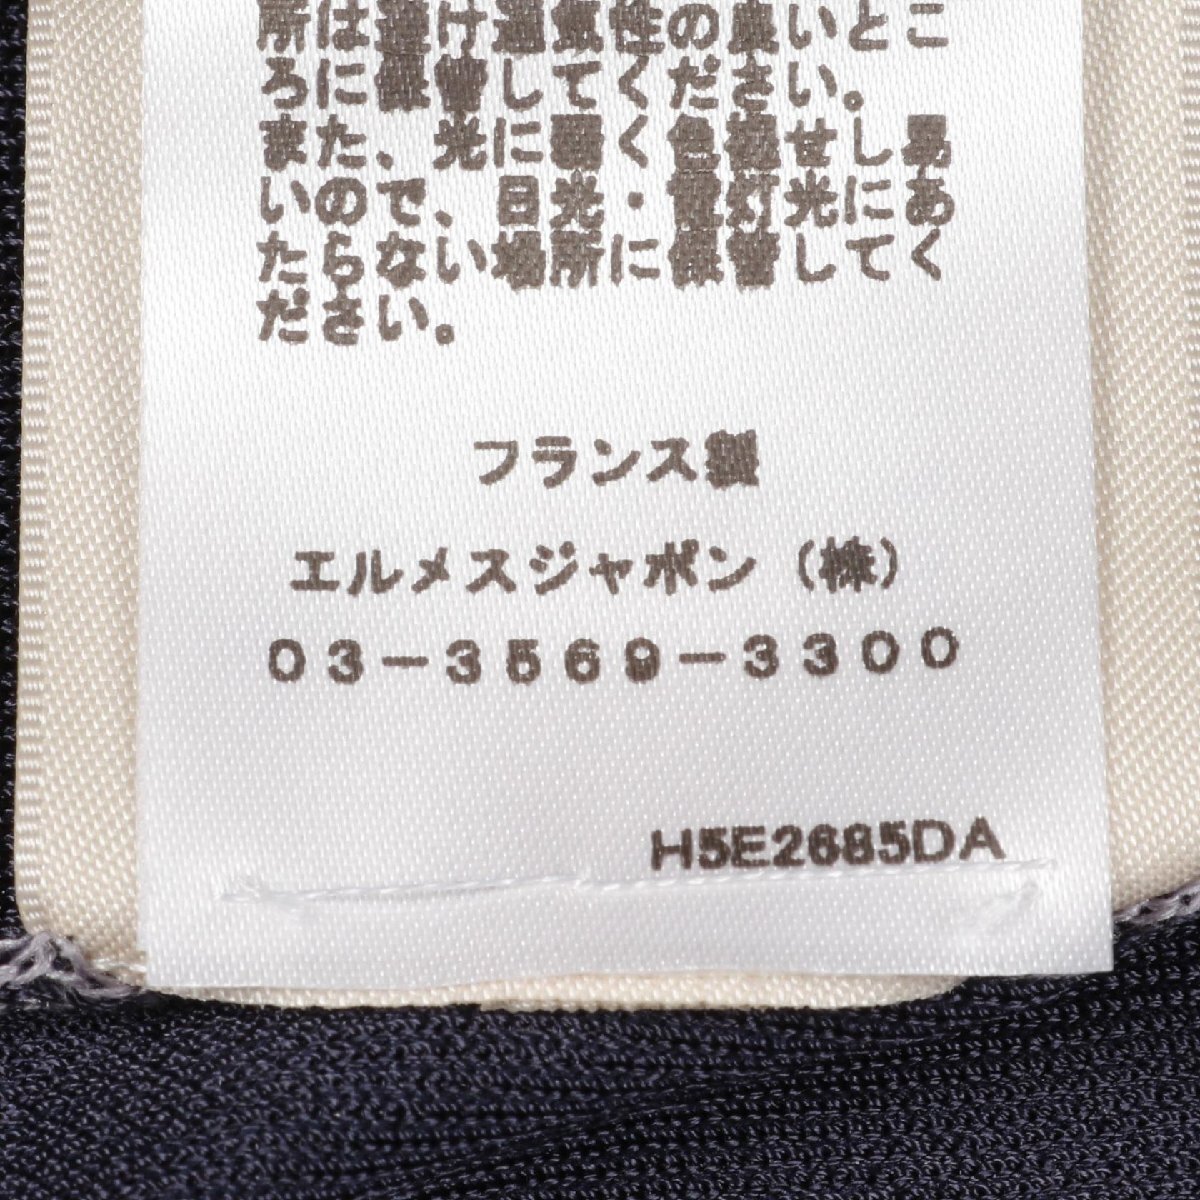 所は避け通気性の良いとこ
ろに保管してください。
また、光に弱く色褪せし易
いので、日光・電灯光にあ
たらない場所に保管してく
ださい。
フランス製
エルメスジャポン（株）
03-3569-3300
H5E2685DA